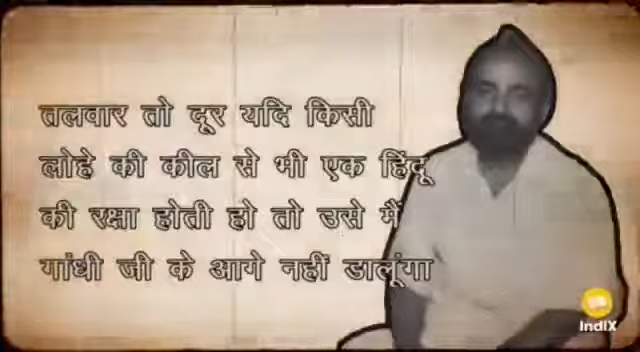 तलवार तो दूर यदि किसी
लोहे की कील से भी एक हिंदू
की रक्षा होती हो तो उसे मैं
गांधी जी के आगे नहीं डालूंगा
IndiX